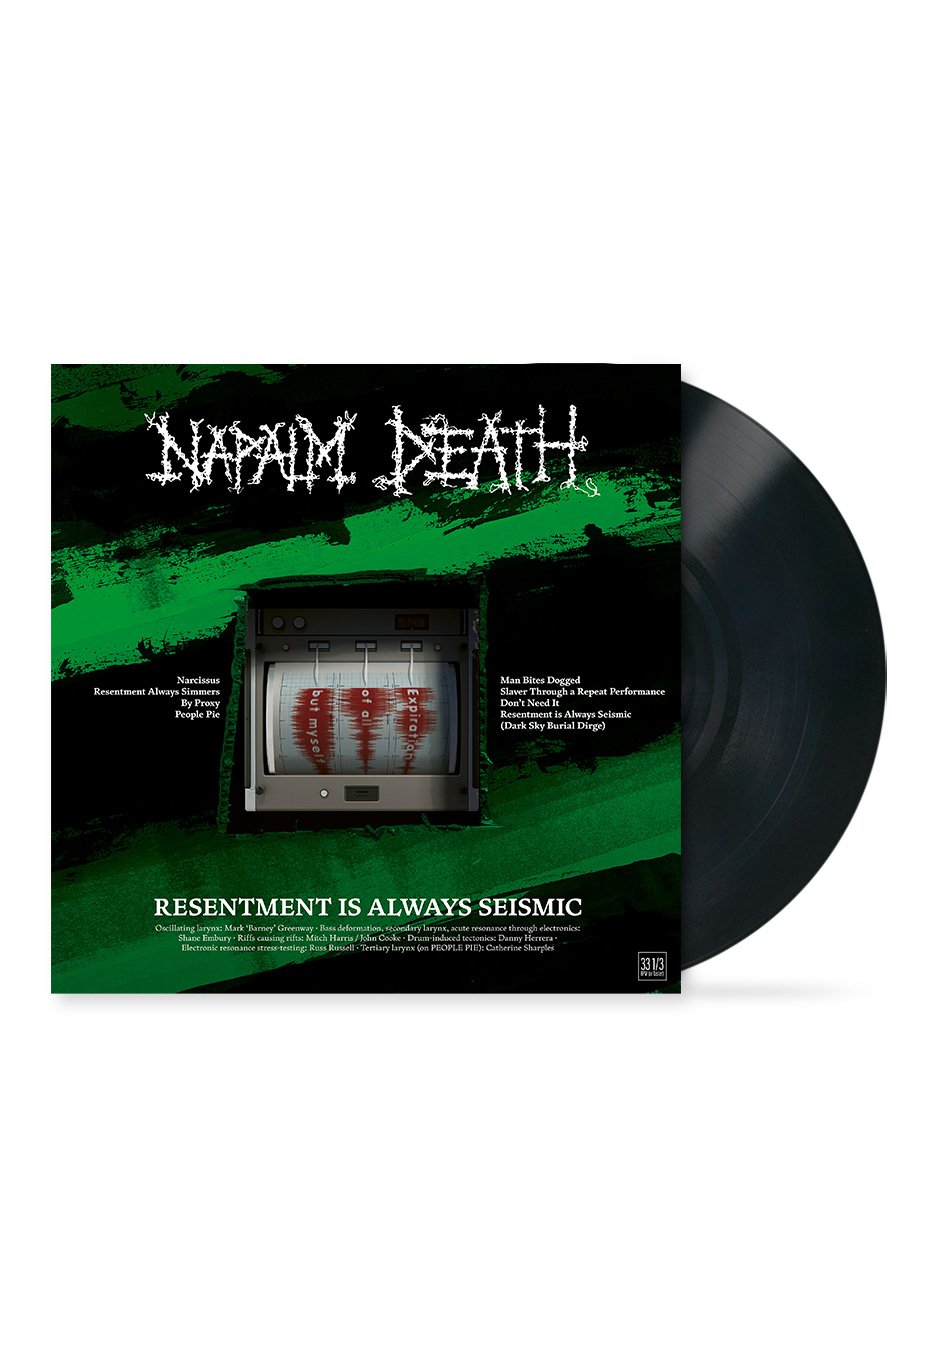 NAPALM DEATH
Narcissus
Resentment Always Simmers
By Proxy
People Pie
Man Bites Dogged
Slaver Through a Repeat Performance
Don't Need It
Resentment is Always Seismic
(Dark Sky Burial Dirge)
Expiration
of all
but myself
RESENTMENT IS ALWAYS SEISMIC
Oscillating larynx: Mark 'Barney' Greenway · Bass deformation, secondary larynx, acute resonance through electronics:
Shane Embury · Riffs causing rifts: Mitch Harris / John Cooke · Drum-induced tectonics: Danny Herrera ·
Electronic resonance stress-testing: Russ Russell · Tertiary larynx (on PEOPLE PIE): Catherine Sharples
33 1/3